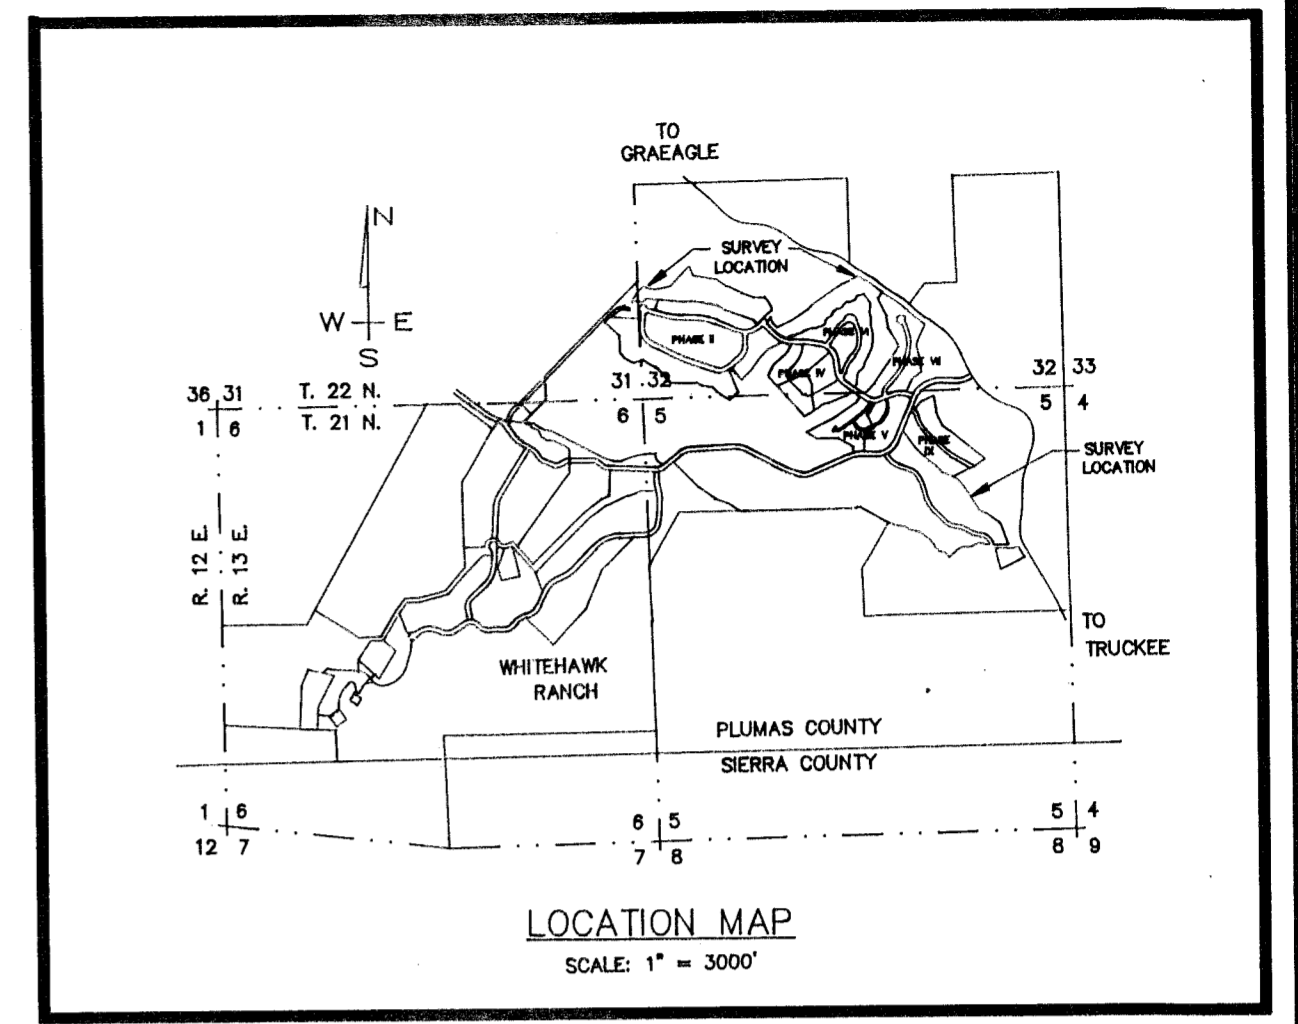 TO
GRAEAGLE
N
W E
S
SURVEY
LOCATION
PHASE II
PHASE VI
PHASE IV
PHASE VII
PHASE V
PHASE
IX
36 31
1 6
T. 22 N.
T. 21 N.
31 32
6 5
32 33
5 4
SURVEY
LOCATION
R. 12 E.
R. 13 E.
TO
TRUCKEE
WHITEHAWK
RANCH
PLUMAS COUNTY
SIERRA COUNTY
1 6
12 7
6 5
7 8
5 4
8 9
LOCATION MAP
SCALE: 1" = 3000'